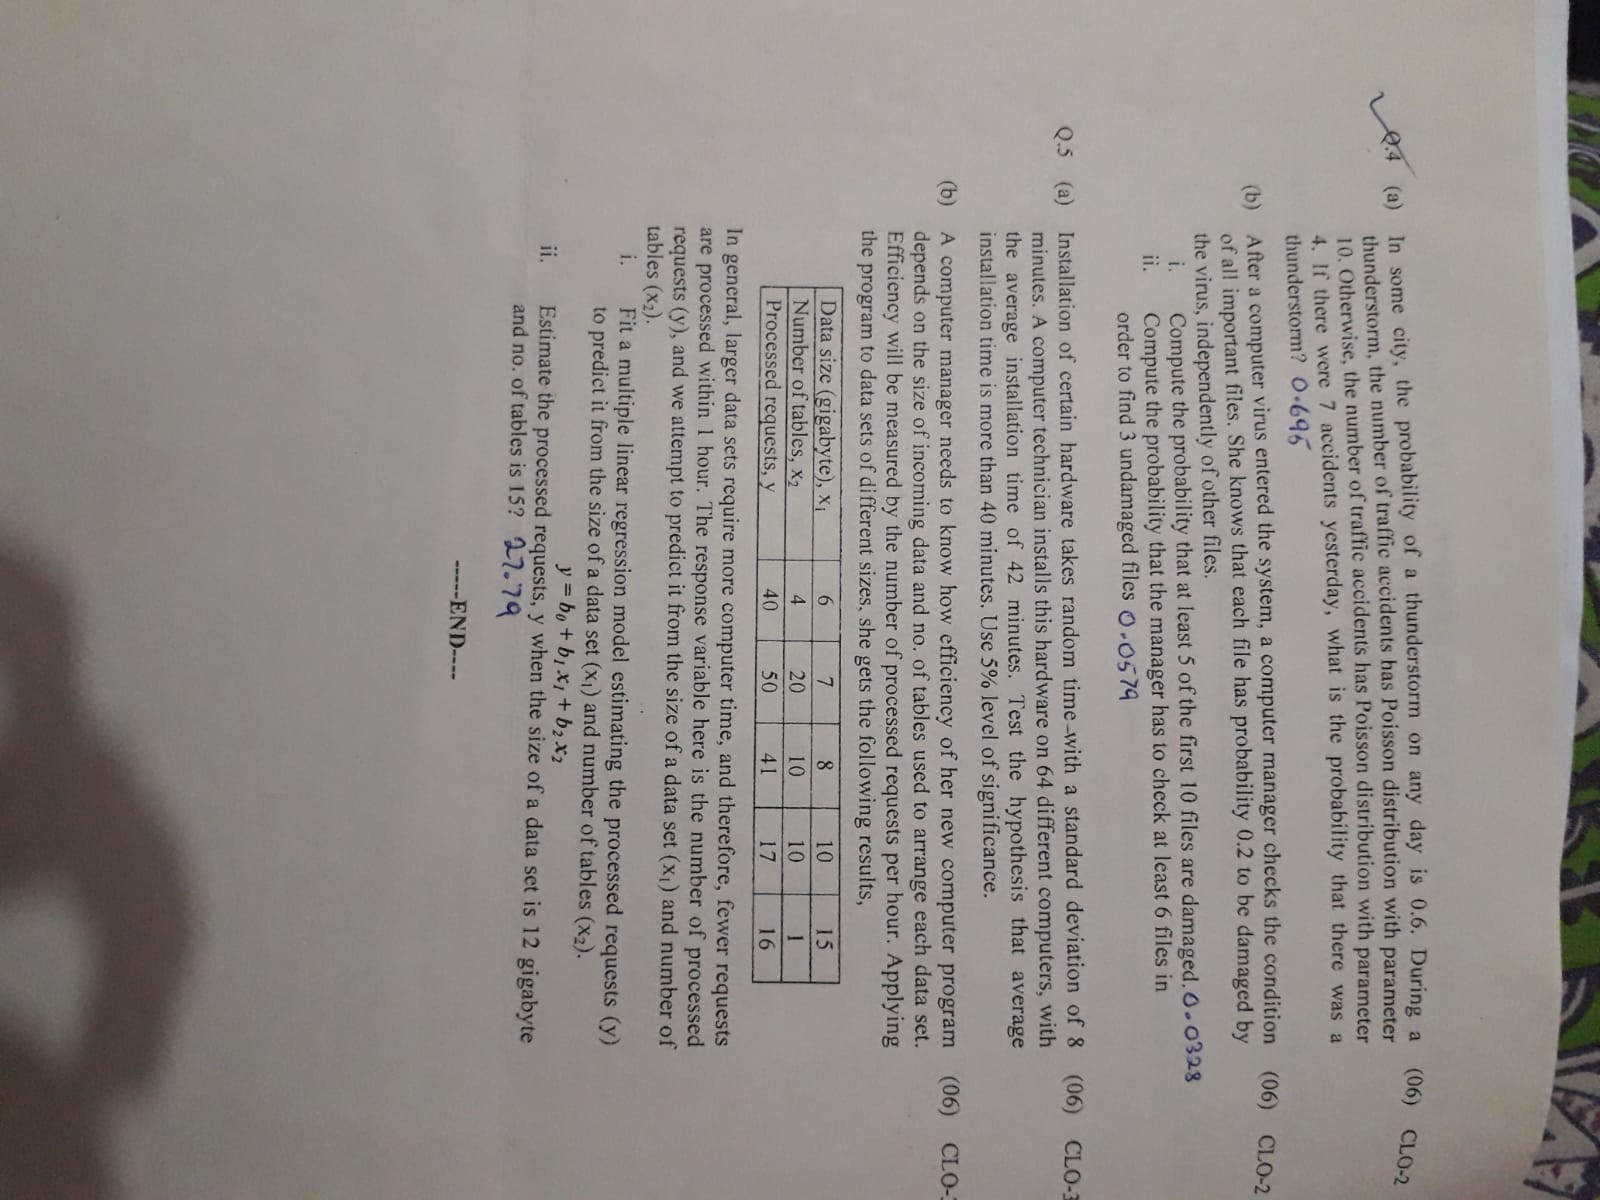 Q.4 (a) In some city, the probability of a thunderstorm on any day is 0.6. During a (06) CLO-2
thunderstorm, the number of traffic accidents has Poisson distribution with parameter
10. Otherwise, the number of traffic accidents has Poisson distribution with parameter
4. If there were 7 accidents yesterday, what is the probability that there was a
thunderstorm? 0.695
(b) After a computer virus entered the system, a computer manager checks the condition (06) CLO-2
of all important files. She knows that each file has probability 0.2 to be damaged by
the virus, independently of other files.
i. Compute the probability that at least 5 of the first 10 files are damaged. 0.0328
ii. Compute the probability that the manager has to check at least 6 files in
order to find 3 undamaged files 0.0579
Q.5 (a) Installation of certain hardware takes random time with a standard deviation of 8 (06) CLO-3
minutes. A computer technician installs this hardware on 64 different computers, with
the average installation time of 42 minutes. Test the hypothesis that average
installation time is more than 40 minutes. Use 5% level of significance.
(b) A computer manager needs to know how efficiency of her new computer program (06) CLO-
depends on the size of incoming data and no. of tables used to arrange each data set.
Efficiency will be measured by the number of processed requests per hour. Applying
the program to data sets of different sizes, she gets the following results,
Data size (gigabyte), x₁ 6 7 8 10 15
Number of tables, x₂ 4 20 10 10 1
Processed requests, y 40 50 41 17 16
In general, larger data sets require more computer time, and therefore, fewer requests
are processed within 1 hour. The response variable here is the number of processed
requests (y), and we attempt to predict it from the size of a data set (x₁) and number of
tables (x₂).
i. Fit a multiple linear regression model estimating the processed requests (y)
to predict it from the size of a data set (x₁) and number of tables (x₂).
y = b₀ + b₁ x₁ + b₂ x₂
ii. Estimate the processed requests, y when the size of a data set is 12 gigabyte
and no. of tables is 15? 27.79
-----END----